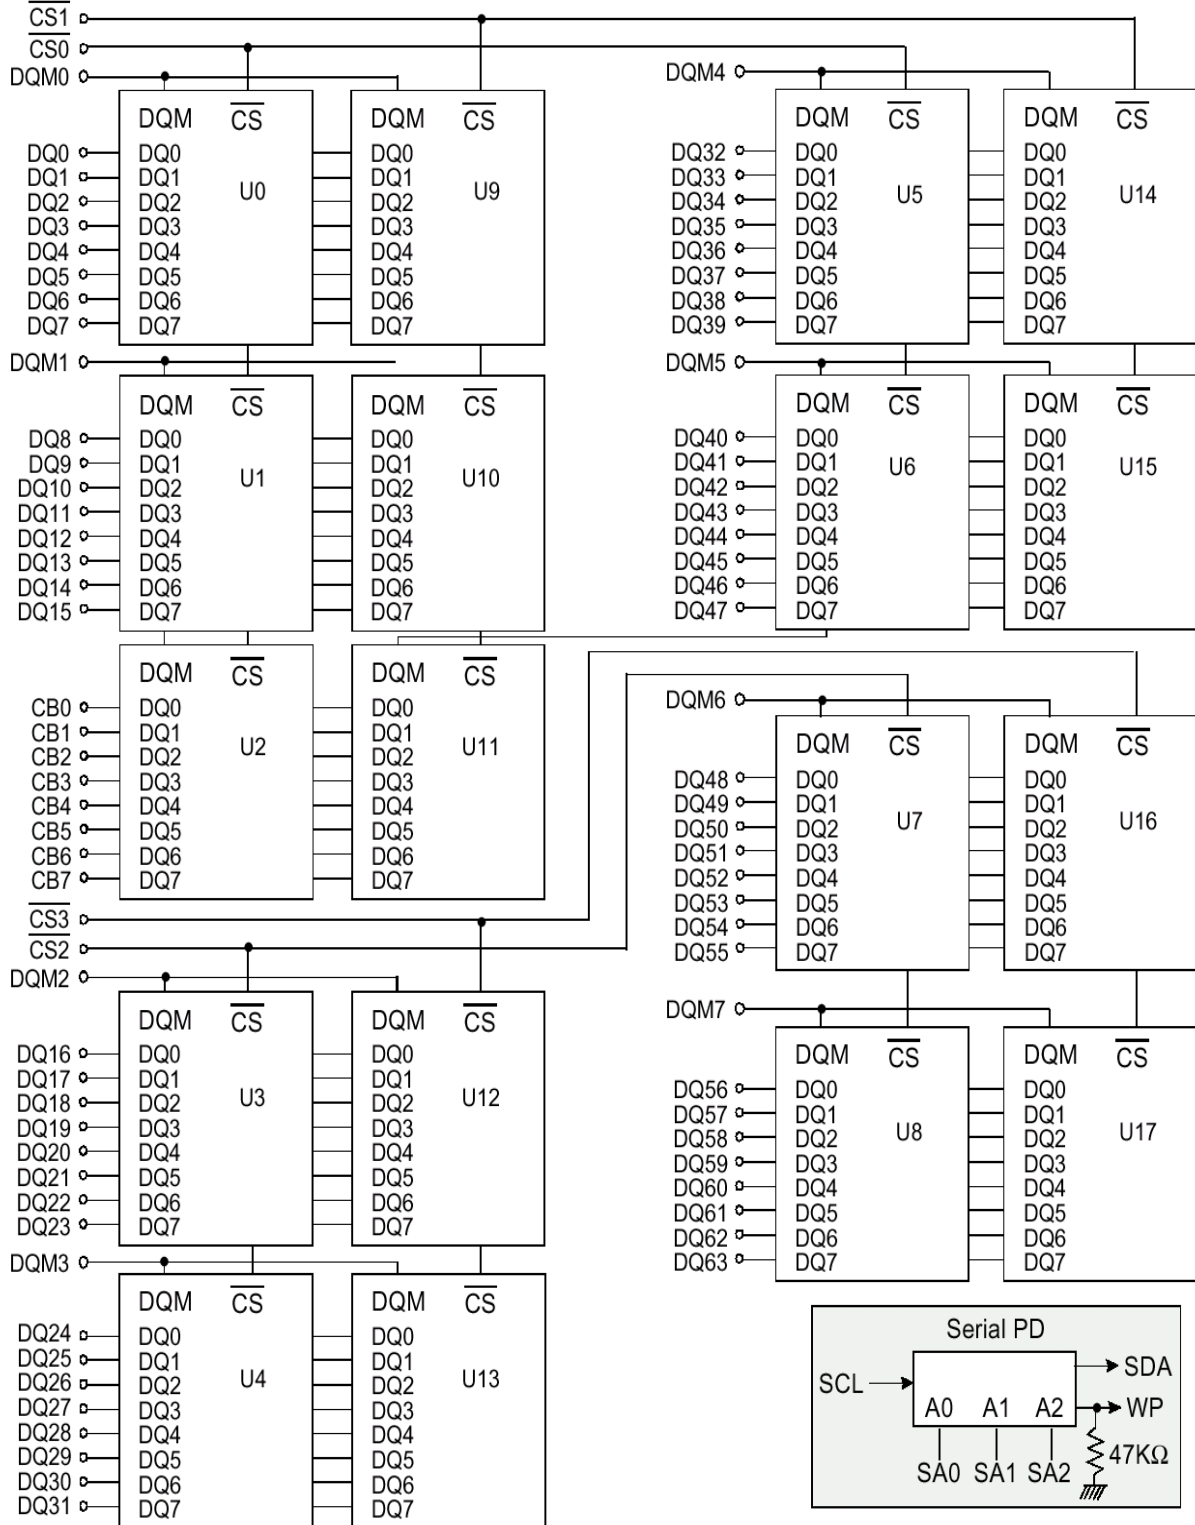 CS1
CS0
DQM0
DQM CS
DQ0 DQ0
DQ1 DQ1
DQ2 DQ2
DQ3 DQ3
DQ4 DQ4
DQ5 DQ5
DQ6 DQ6
DQ7 DQ7
U0
DQM CS
DQ0
DQ1
DQ2
DQ3
DQ4
DQ5
DQ6
DQ7
U9
DQM1
DQM CS
DQ8 DQ0
DQ9 DQ1
DQ10 DQ2
DQ11 DQ3
DQ12 DQ4
DQ13 DQ5
DQ14 DQ6
DQ15 DQ7
U1
DQM CS
DQ0
DQ1
DQ2
DQ3
DQ4
DQ5
DQ6
DQ7
U10
DQM CS
CB0 DQ0
CB1 DQ1
CB2 DQ2
CB3 DQ3
CB4 DQ4
CB5 DQ5
CB6 DQ6
CB7 DQ7
U2
DQM CS
DQ0
DQ1
DQ2
DQ3
DQ4
DQ5
DQ6
DQ7
U11
CS3
CS2
DQM2
DQM CS
DQ16 DQ0
DQ17 DQ1
DQ18 DQ2
DQ19 DQ3
DQ20 DQ4
DQ21 DQ5
DQ22 DQ6
DQ23 DQ7
U3
DQM CS
DQ0
DQ1
DQ2
DQ3
DQ4
DQ5
DQ6
DQ7
U12
DQM3
DQM CS
DQ24 DQ0
DQ25 DQ1
DQ26 DQ2
DQ27 DQ3
DQ28 DQ4
DQ29 DQ5
DQ30 DQ6
DQ31 DQ7
U4
DQM CS
DQ0
DQ1
DQ2
DQ3
DQ4
DQ5
DQ6
DQ7
U13
DQM4
DQM CS
DQ32 DQ0
DQ33 DQ1
DQ34 DQ2
DQ35 DQ3
DQ36 DQ4
DQ37 DQ5
DQ38 DQ6
DQ39 DQ7
U5
DQM CS
DQ0
DQ1
DQ2
DQ3
DQ4
DQ5
DQ6
DQ7
U14
DQM5
DQM CS
DQ40 DQ0
DQ41 DQ1
DQ42 DQ2
DQ43 DQ3
DQ44 DQ4
DQ45 DQ5
DQ46 DQ6
DQ47 DQ7
U6
DQM CS
DQ0
DQ1
DQ2
DQ3
DQ4
DQ5
DQ6
DQ7
U15
DQM6
DQM CS
DQ48 DQ0
DQ49 DQ1
DQ50 DQ2
DQ51 DQ3
DQ52 DQ4
DQ53 DQ5
DQ54 DQ6
DQ55 DQ7
U7
DQM CS
DQ0
DQ1
DQ2
DQ3
DQ4
DQ5
DQ6
DQ7
U16
DQM7
DQM CS
DQ56 DQ0
DQ57 DQ1
DQ58 DQ2
DQ59 DQ3
DQ60 DQ4
DQ61 DQ5
DQ62 DQ6
DQ63 DQ7
U8
DQM CS
DQ0
DQ1
DQ2
DQ3
DQ4
DQ5
DQ6
DQ7
U17
Serial PD
SCL
SDA
A0 A1 A2
WP
47KΩ
SA0 SA1 SA2